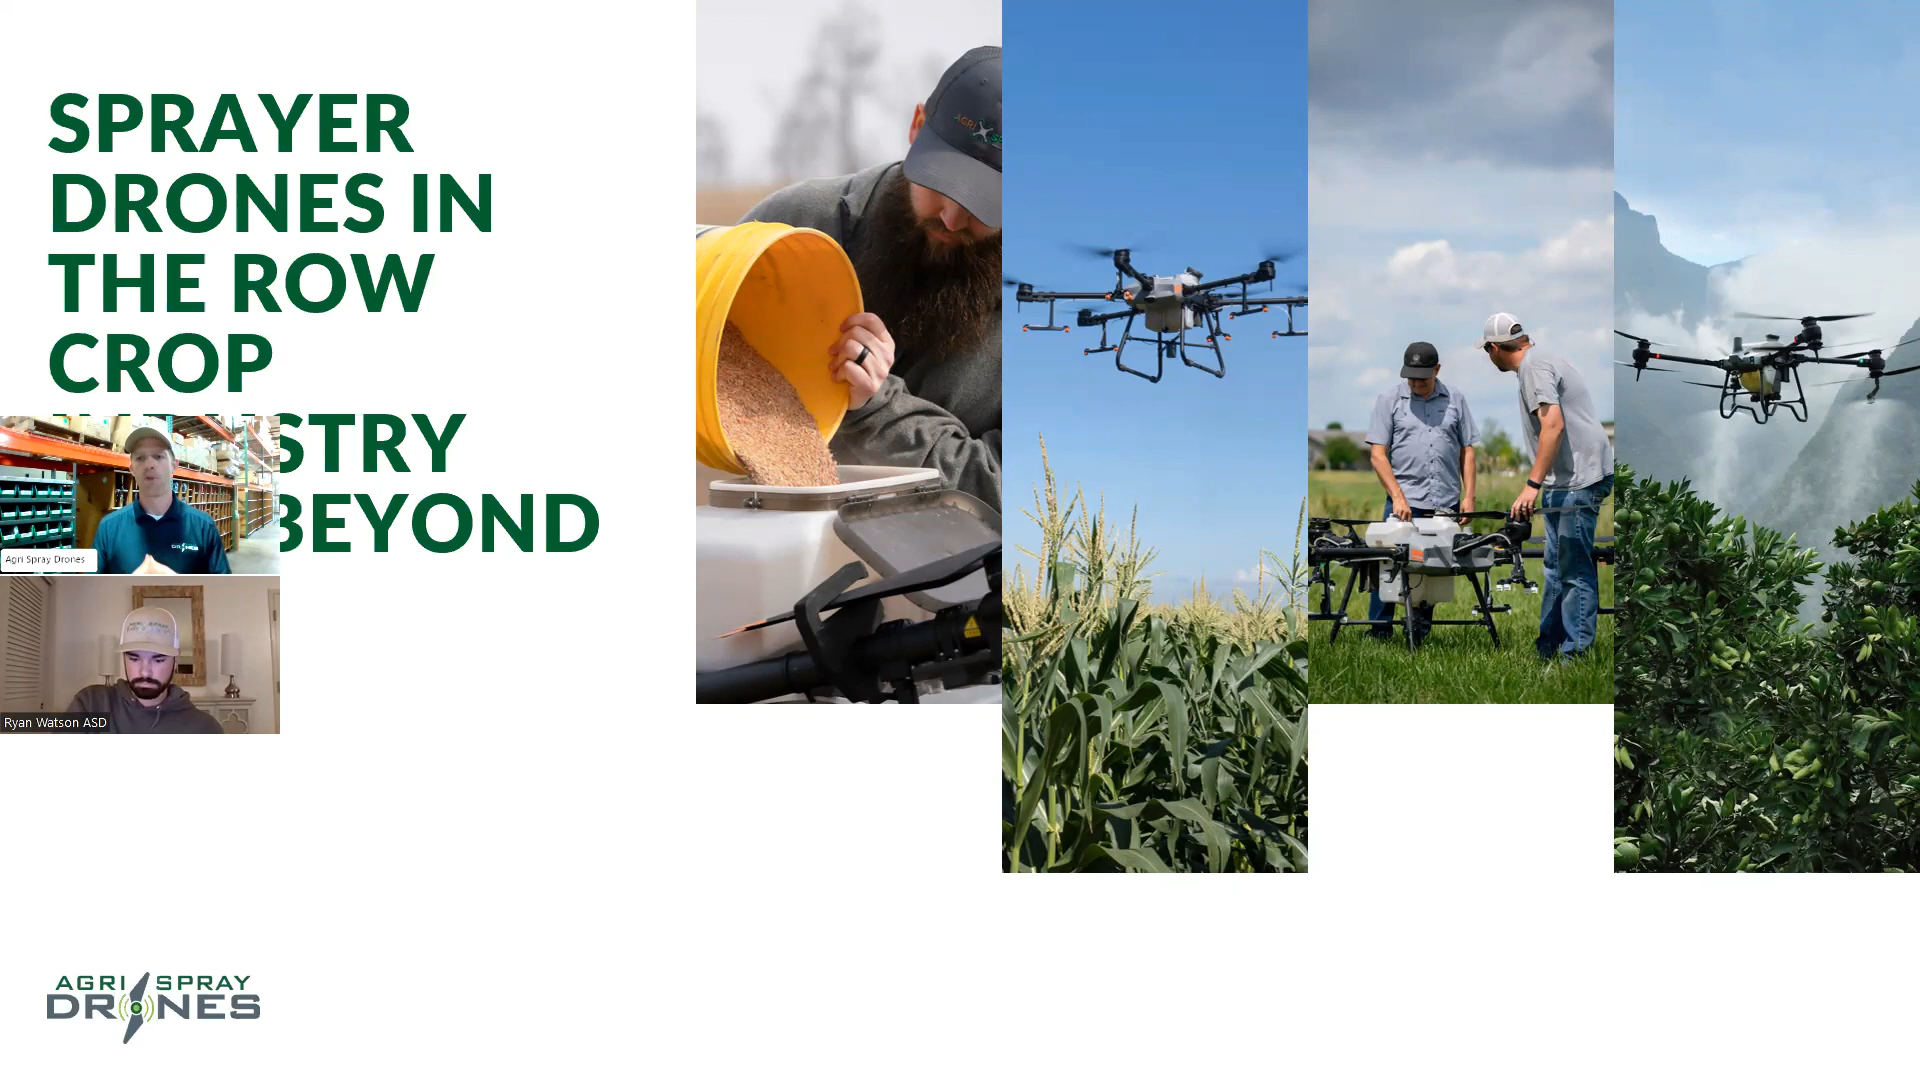 SPRAYER
DRONES IN
THE ROW
CROP
STRY
BEYOND
Agri Spray Drones
Ryan Watson ASD
AGRI SPRAY
DRONES